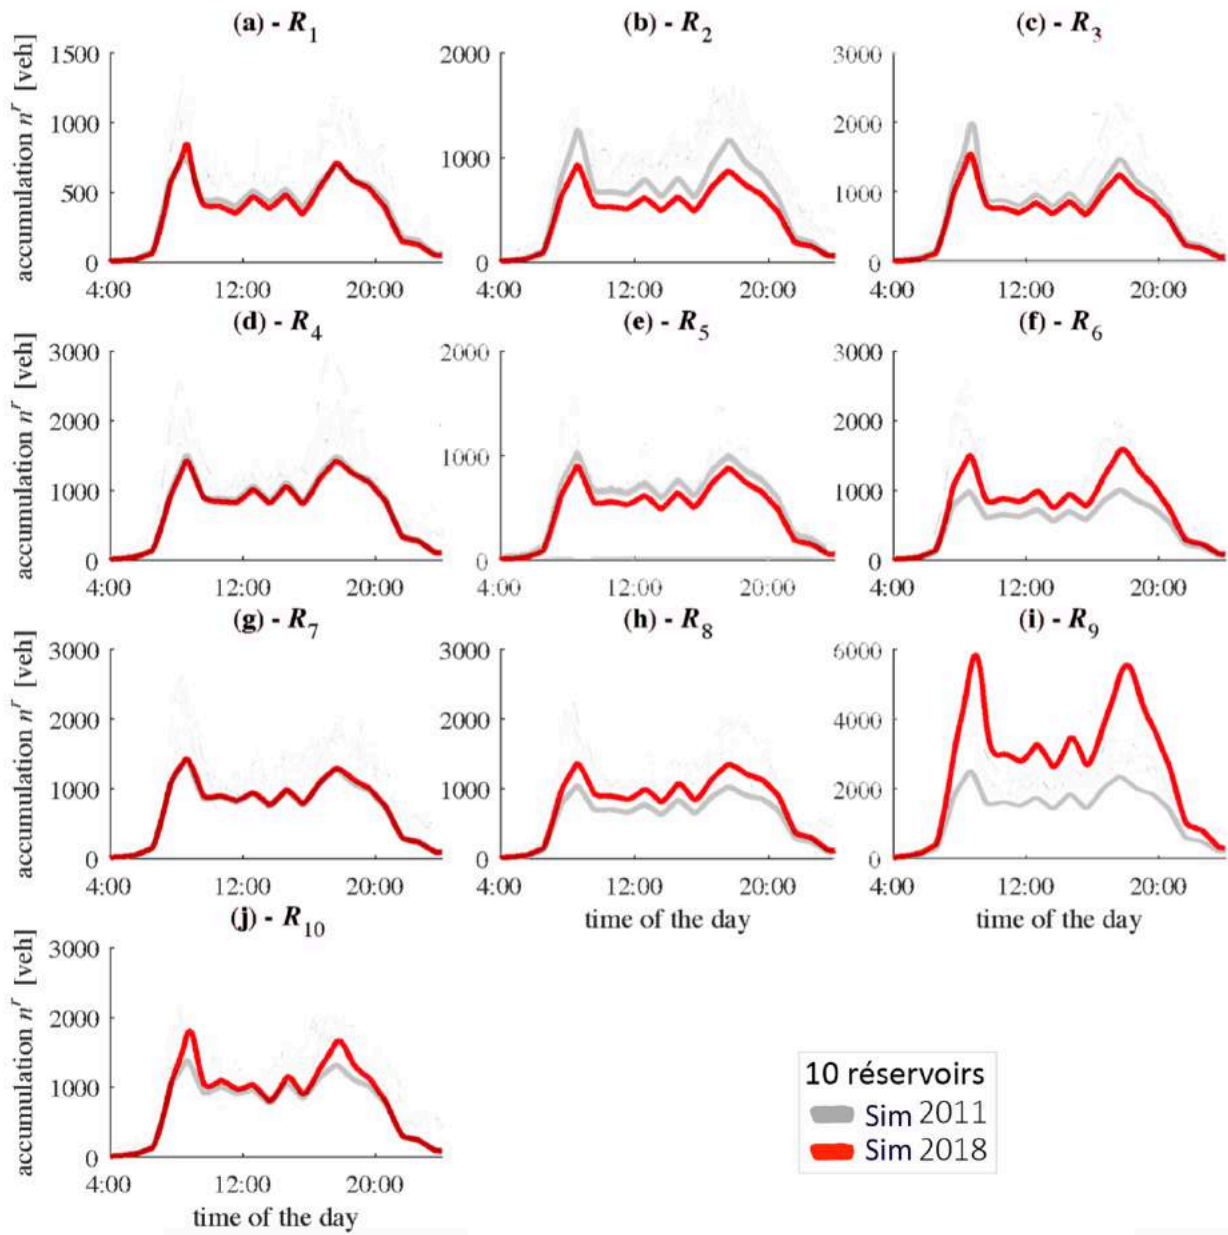 (a) - R1 (b) - R2 (c) - R3
accumulation n^r [veh]
1500 2000 3000
1000 2000
1000
500 1000
0 0 0
4:00 12:00 20:00 4:00 12:00 20:00 4:00 12:00 20:00
(d) - R4 (e) - R5 (f) - R6
accumulation n^r [veh]
3000 2000 3000
2000 2000
1000
1000 1000
0 0 0
4:00 12:00 20:00 4:00 12:00 20:00 4:00 12:00 20:00
(g) - R7 (h) - R8 (i) - R9
accumulation n^r [veh]
3000 3000 6000
2000 2000 4000
1000 1000 2000
0 0 0
4:00 12:00 20:00 4:00 12:00 20:00 4:00 12:00 20:00
(j) - R10 time of the day time of the day
accumulation n^r [veh]
3000
2000
1000
0
4:00 12:00 20:00
time of the day
10 réservoirs
Sim 2011
Sim 2018